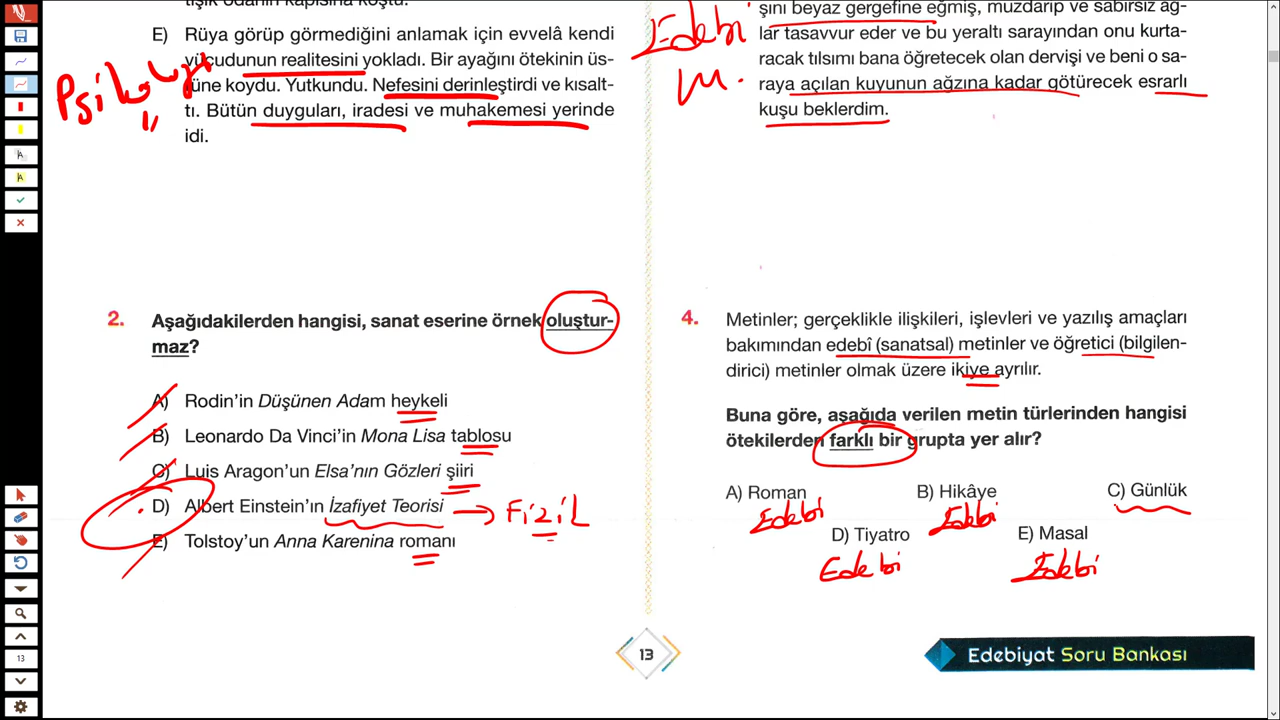 tişik odanın kapısına koştu.
E) Rüya görüp görmediğini anlamak için evvelâ kendi
vücudunun realitesini yokladı. Bir ayağını ötekinin üs-
tüne koydu. Yutkundu. Nefesini derinleştirdi ve kısalt-
tı. Bütün duyguları, iradesi ve muhakemesi yerinde
idi.
2. Aşağıdakilerden hangisi, sanat eserine örnek oluştur-
maz?
A) Rodin'in Düşünen Adam heykeli
B) Leonardo Da Vinci'in Mona Lisa tablosu
C) Luis Aragon'un Elsa'nın Gözleri şiiri
D) Albert Einstein'ın İzafiyet Teorisi → Fizik
E) Tolstoy'un Anna Karenina romanı
Edebi
M.
şini beyaz gergefine eğmiş, muzdarip ve sabırsız ağ-
lar tasavvur eder ve bu yeraltı sarayından onu kurta-
racak tılsımı bana öğretecek olan dervişi ve beni o sa-
raya açılan kuyunun ağzına kadar götürecek esrarlı
kuşu beklerdim.
4. Metinler; gerçeklikle ilişkileri, işlevleri ve yazılış amaçları
bakımından edebî (sanatsal) metinler ve öğretici (bilgilen-
dirici) metinler olmak üzere ikiye ayrılır.
Buna göre, aşağıda verilen metin türlerinden hangisi
ötekilerden farklı bir grupta yer alır?
A) Roman B) Hikâye C) Günlük
Edebi Edebi
D) Tiyatro E) Masal
Edebi Edebi
13
Edebiyat Soru Bankası
13